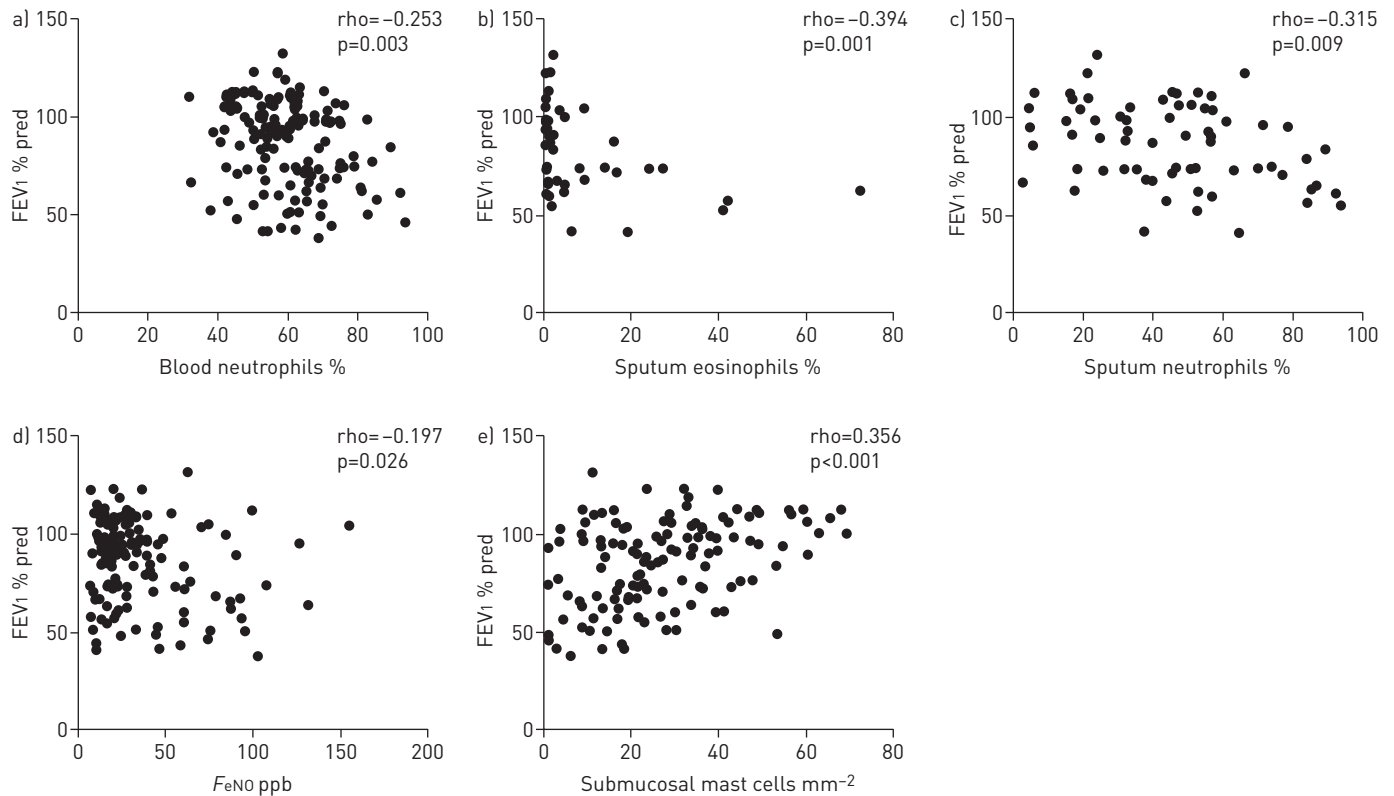 a)
rho=–0.253
p=0.003
FEV1 % pred
150
100
50
0
0 20 40 60 80 100
Blood neutrophils %
b)
rho=–0.394
p=0.001
FEV1 % pred
150
100
50
0
0 20 40 60 80
Sputum eosinophils %
c)
rho=–0.315
p=0.009
FEV1 % pred
150
100
50
0
0 20 40 60 80 100
Sputum neutrophils %
d)
rho=–0.197
p=0.026
FEV1 % pred
150
100
50
0
0 50 100 150 200
FeNO ppb
e)
rho=0.356
p<0.001
FEV1 % pred
150
100
50
0
0 20 40 60 80
Submucosal mast cells mm–2